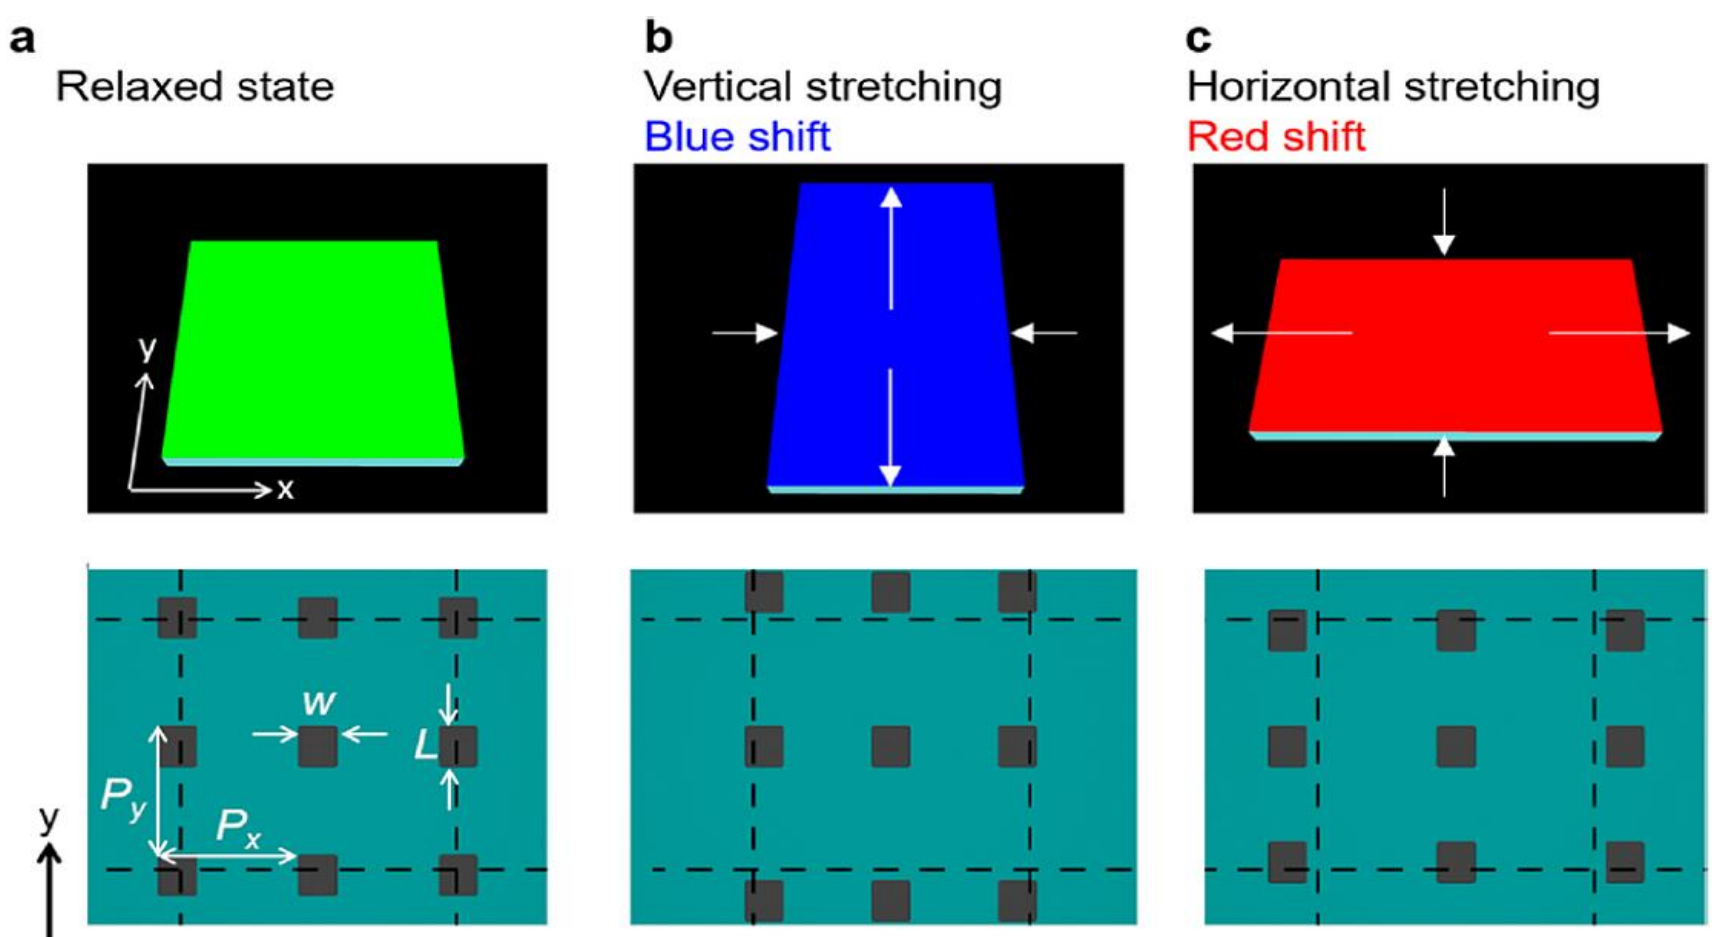 a
Relaxed state
b
Vertical stretching
Blue shift
c
Horizontal stretching
Red shift
y
x
w
L
Py
Px
y